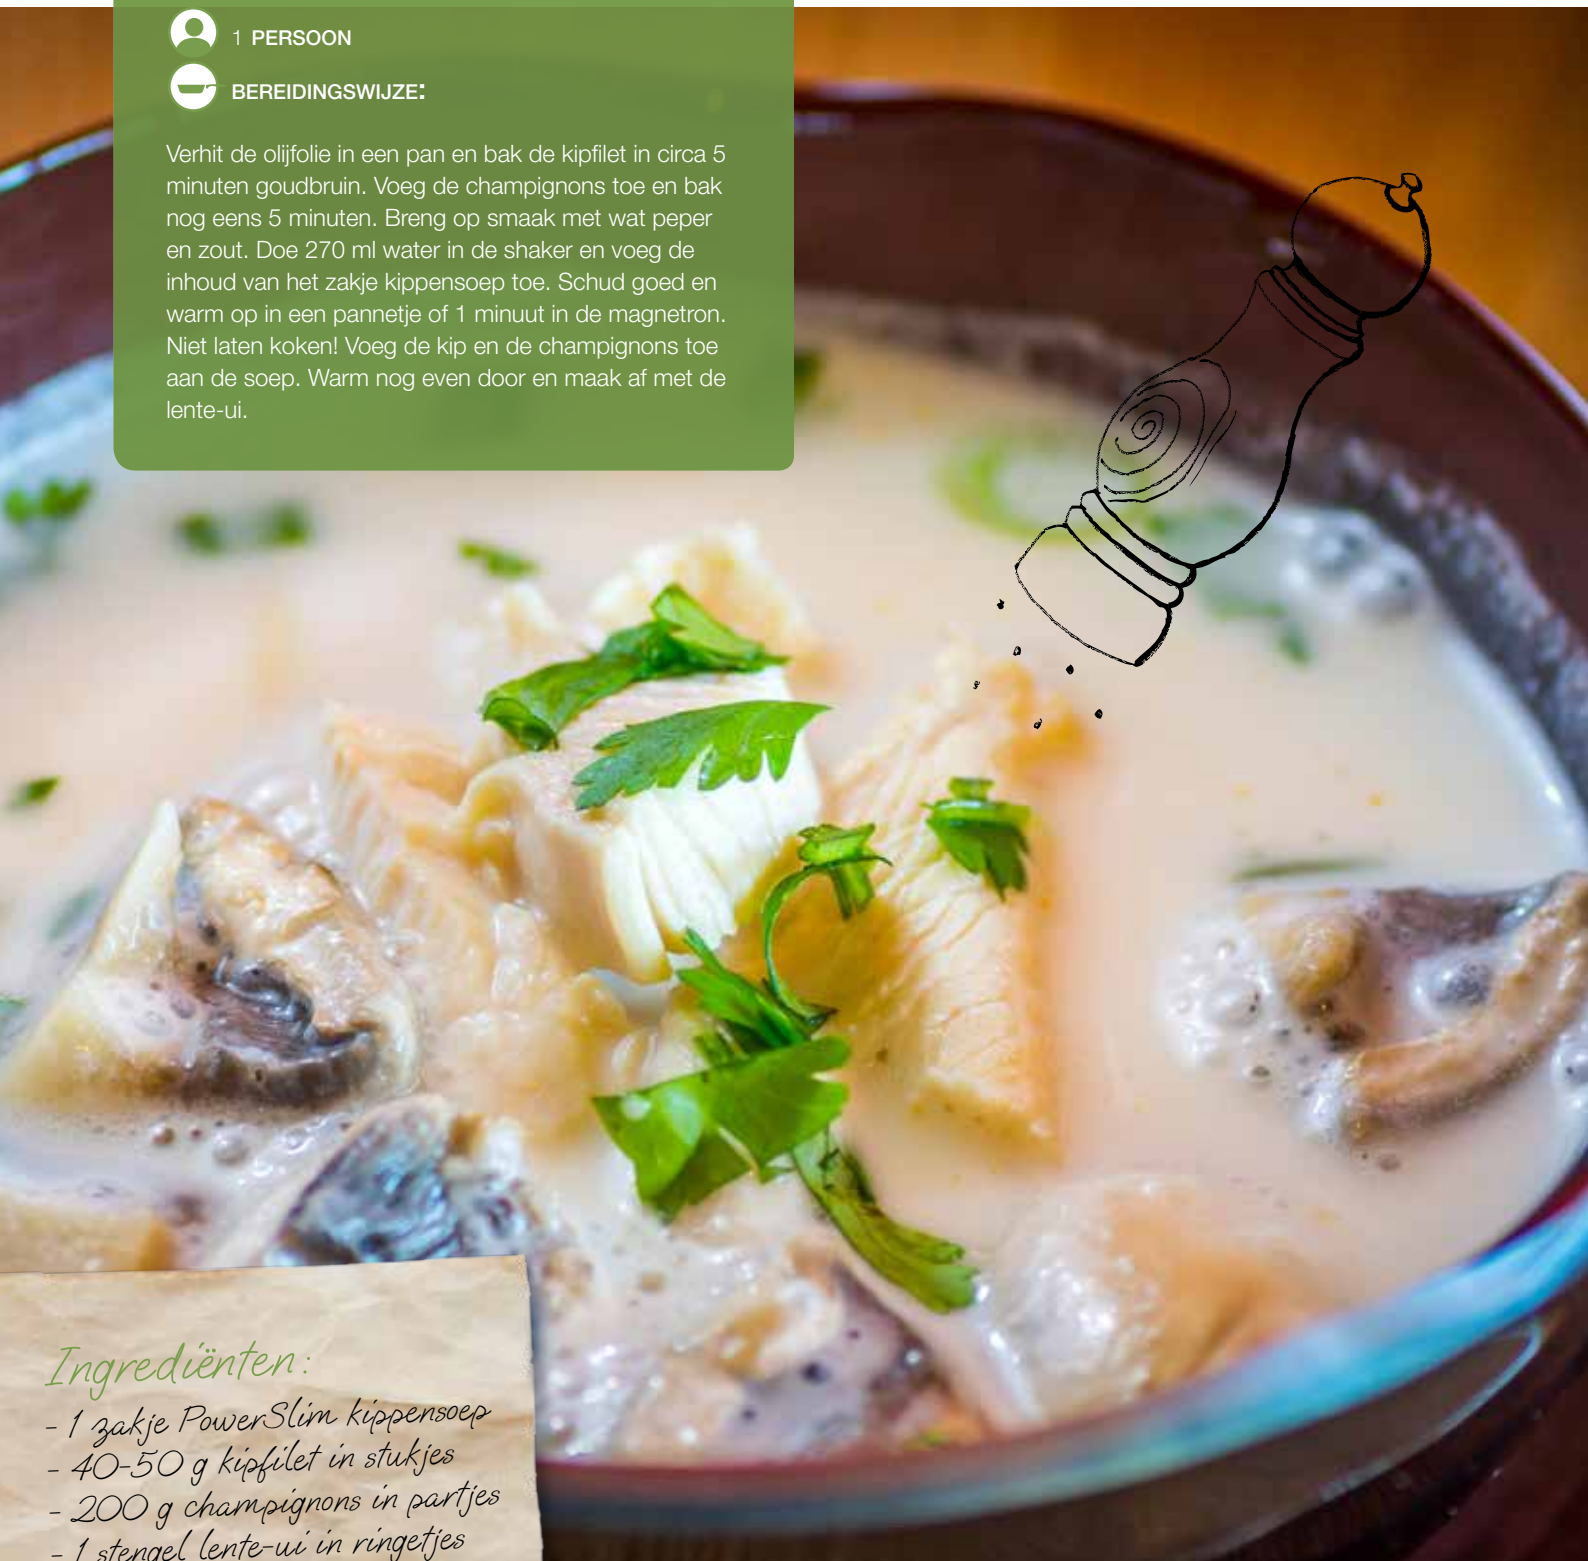 1 PERSOON
BEREIDINGSWIJZE:
Verhit de olijfolie in een pan en bak de kipfilet in circa 5
minuten goudbruin. Voeg de champignons toe en bak
nog eens 5 minuten. Breng op smaak met wat peper
en zout. Doe 270 ml water in de shaker en voeg de
inhoud van het zakje kippensoep toe. Schud goed en
warm op in een pannetje of 1 minuut in de magnetron.
Niet laten koken! Voeg de kip en de champignons toe
aan de soep. Warm nog even door en maak af met de
lente-ui.
Ingrediënten:
- 1 zakje PowerSlim kippensoep
- 40-50 g kipfilet in stukjes
- 200 g champignons in partjes
- 1 stengel lente-ui in ringetjes